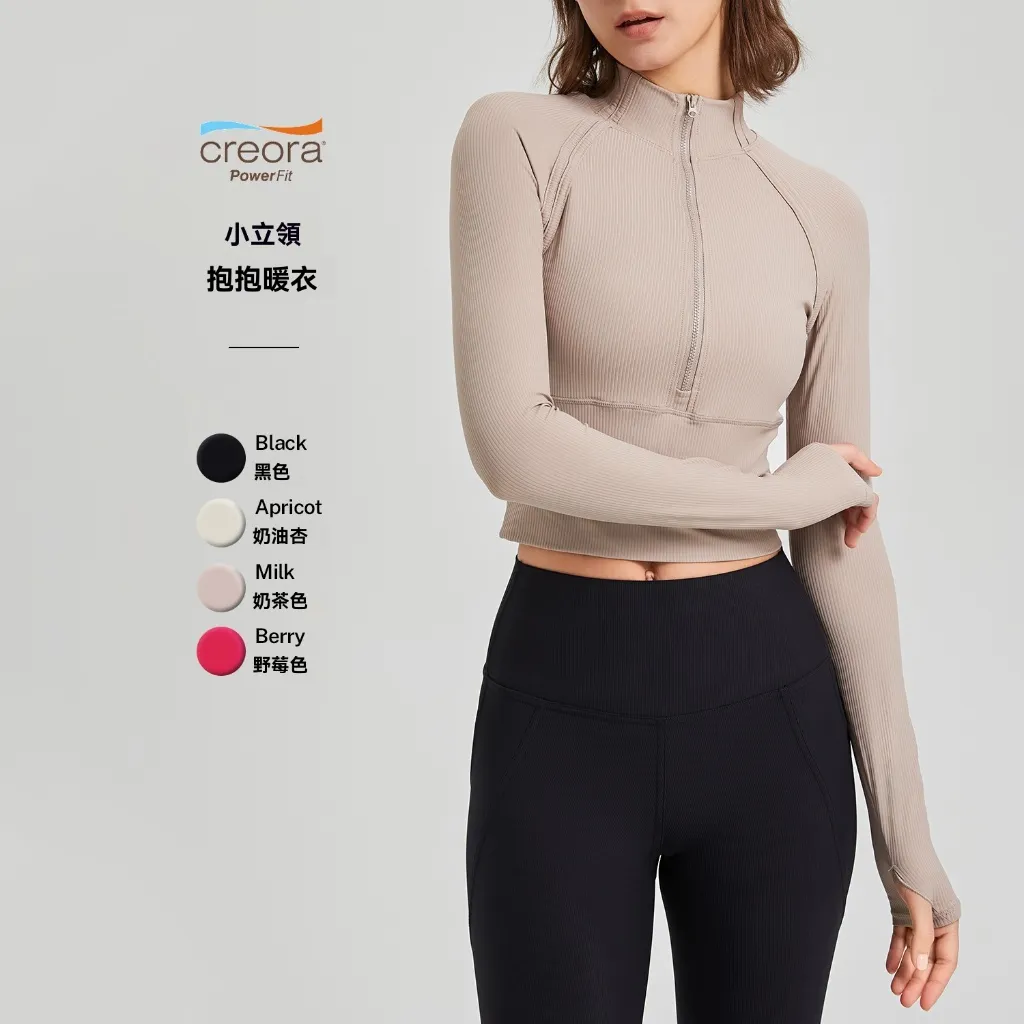 creora®
PowerFit
小立領
抱抱暖衣
Black
黑色
Apricot
奶油杏
Milk
奶茶色
Berry
野莓色